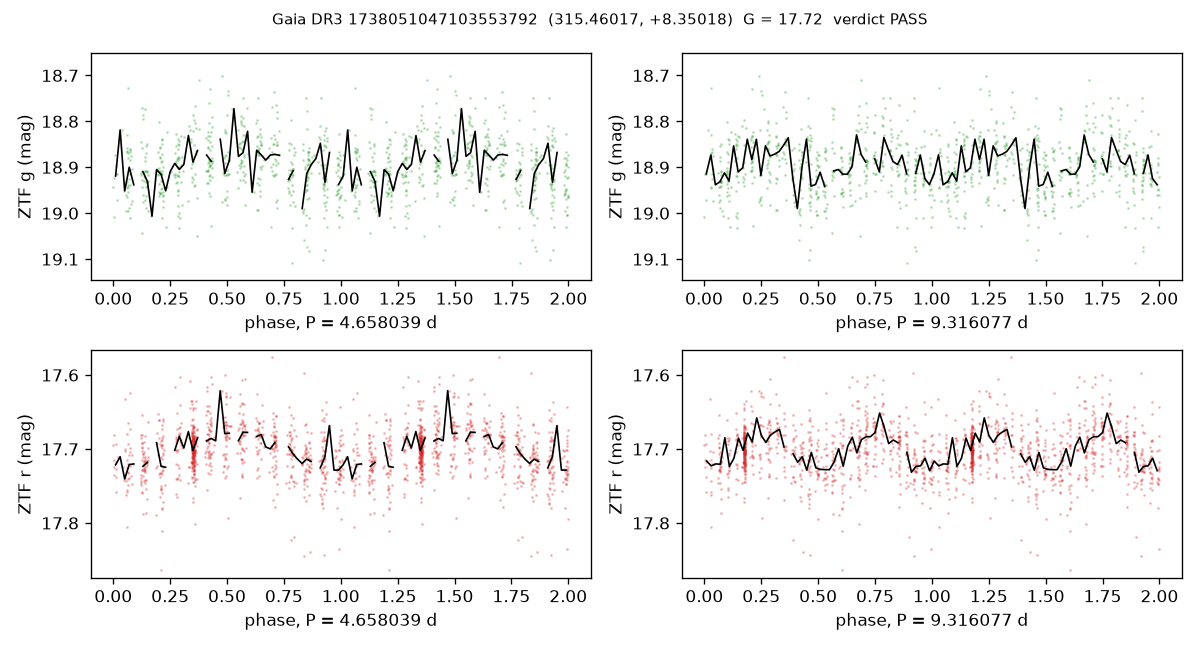 Gaia DR3 1738051047103553792 (315.46017, +8.35018) G = 17.72 verdict PASS
18.7
18.8
18.9
19.0
19.1
ZTF g (mag)
0.00 0.25 0.50 0.75 1.00 1.25 1.50 1.75 2.00
phase, P = 4.658039 d
18.7
18.8
18.9
19.0
19.1
ZTF g (mag)
0.00 0.25 0.50 0.75 1.00 1.25 1.50 1.75 2.00
phase, P = 9.316077 d
17.6
17.7
17.8
ZTF r (mag)
0.00 0.25 0.50 0.75 1.00 1.25 1.50 1.75 2.00
phase, P = 4.658039 d
17.6
17.7
17.8
ZTF r (mag)
0.00 0.25 0.50 0.75 1.00 1.25 1.50 1.75 2.00
phase, P = 9.316077 d